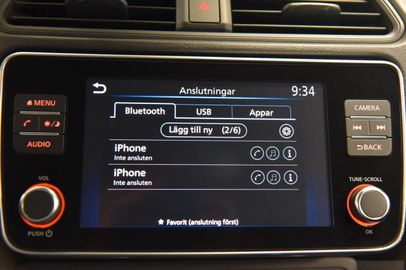 Anslutningar 9:34
MENU
CAMERA
Bluetooth USB Appar
Lägg till ny (2/6)
AUDIO
BACK
iPhone
Inte ansluten
iPhone
Inte ansluten
VOL
PUSH
TUNE-SCROLL
OK
Favorit (anslutning först)